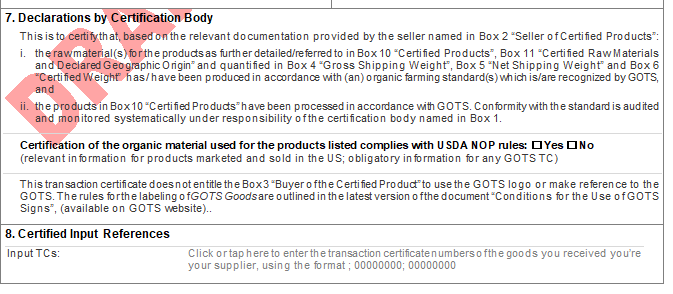 7. Declarations by Certification Body
This is to certify that, based on the relevant documentation provided by the seller named in Box 2 “Seller of Certified Products”:
i. the raw material(s) for the products as further detailed/referred to in Box 10 “Certified Products”, Box 11 “Certified Raw Materials
and Declared Geographic Origin” and quantified in Box 4 “Gross Shipping Weight”, Box 5 “Net Shipping Weight” and Box 6
“Certified Weight” has/ have been produced in accordance with (an) organic farming standard(s) which is/are recognized by GOTS,
and
ii. the products in Box 10 “Certified Products” have been processed in accordance with GOTS. Conformity with the standard is audited
and monitored systematically under responsibility of the certification body named in Box 1.
Certification of the organic material used for the products listed complies with USDA NOP rules: ☐Yes ☐No
(relevant information for products marketed and sold in the US; obligatory information for any GOTS TC)
This transaction certificate does not entitle the Box 3 “Buyer of the Certified Product” to use the GOTS logo or make reference to the
GOTS. The rules for the labeling of GOTS Goods are outlined in the latest version of the document “Conditions for the Use of GOTS
Signs”, (available on GOTS website)..
8. Certified Input References
Input TCs: Click or tap here to enter the transaction certificate numbers of the goods you received you're
your supplier, using the format ; 00000000; 00000000